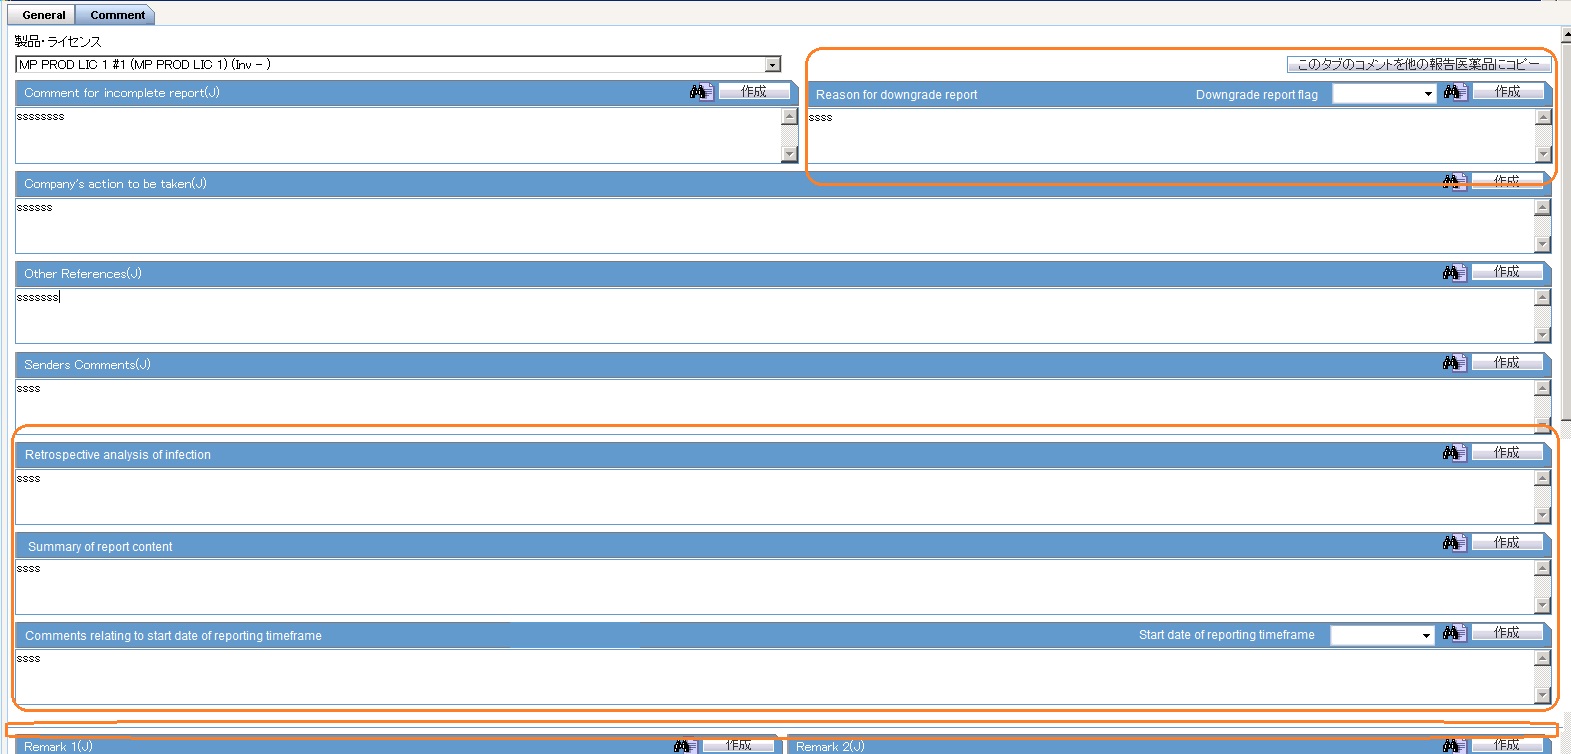 General Comment
製品・ライセンス
MP PROD LIC 1 #1 (MP PROD LIC 1) (Inv - )
このタブのコメントを他の報告医薬品にコピー
Comment for incomplete report(J) 作成
ssssssss
Reason for downgrade report Downgrade report flag 作成
ssss
Company's action to be taken(J) 作成
ssssss
Other References(J) 作成
sssssss
Senders Comments(J) 作成
ssss
Retrospective analysis of infection 作成
ssss
Summary of report content 作成
ssss
Comments relating to start date of reporting timeframe Start date of reporting timeframe 作成
ssss
Remark 1(J) 作成 Remark 2(J) 作成